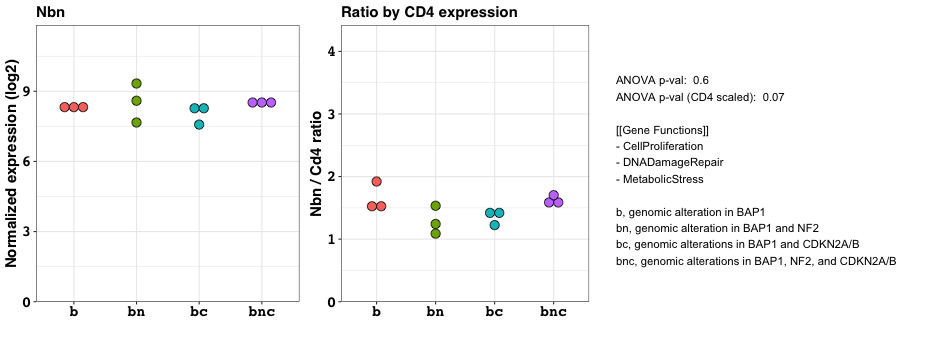 Nbn
Normalized expression (log2)
9
6
3
0
b
bn
bc
bnc
Ratio by CD4 expression
Nbn / Cd4 ratio
4
3
2
1
0
b
bn
bc
bnc
ANOVA p-val:  0.6
ANOVA p-val (CD4 scaled):  0.07
[[Gene Functions]]
- CellProliferation
- DNADamageRepair
- MetabolicStress
b, genomic alteration in BAP1
bn, genomic alteration in BAP1 and NF2
bc, genomic alterations in BAP1 and CDKN2A/B
bnc, genomic alterations in BAP1, NF2, and CDKN2A/B